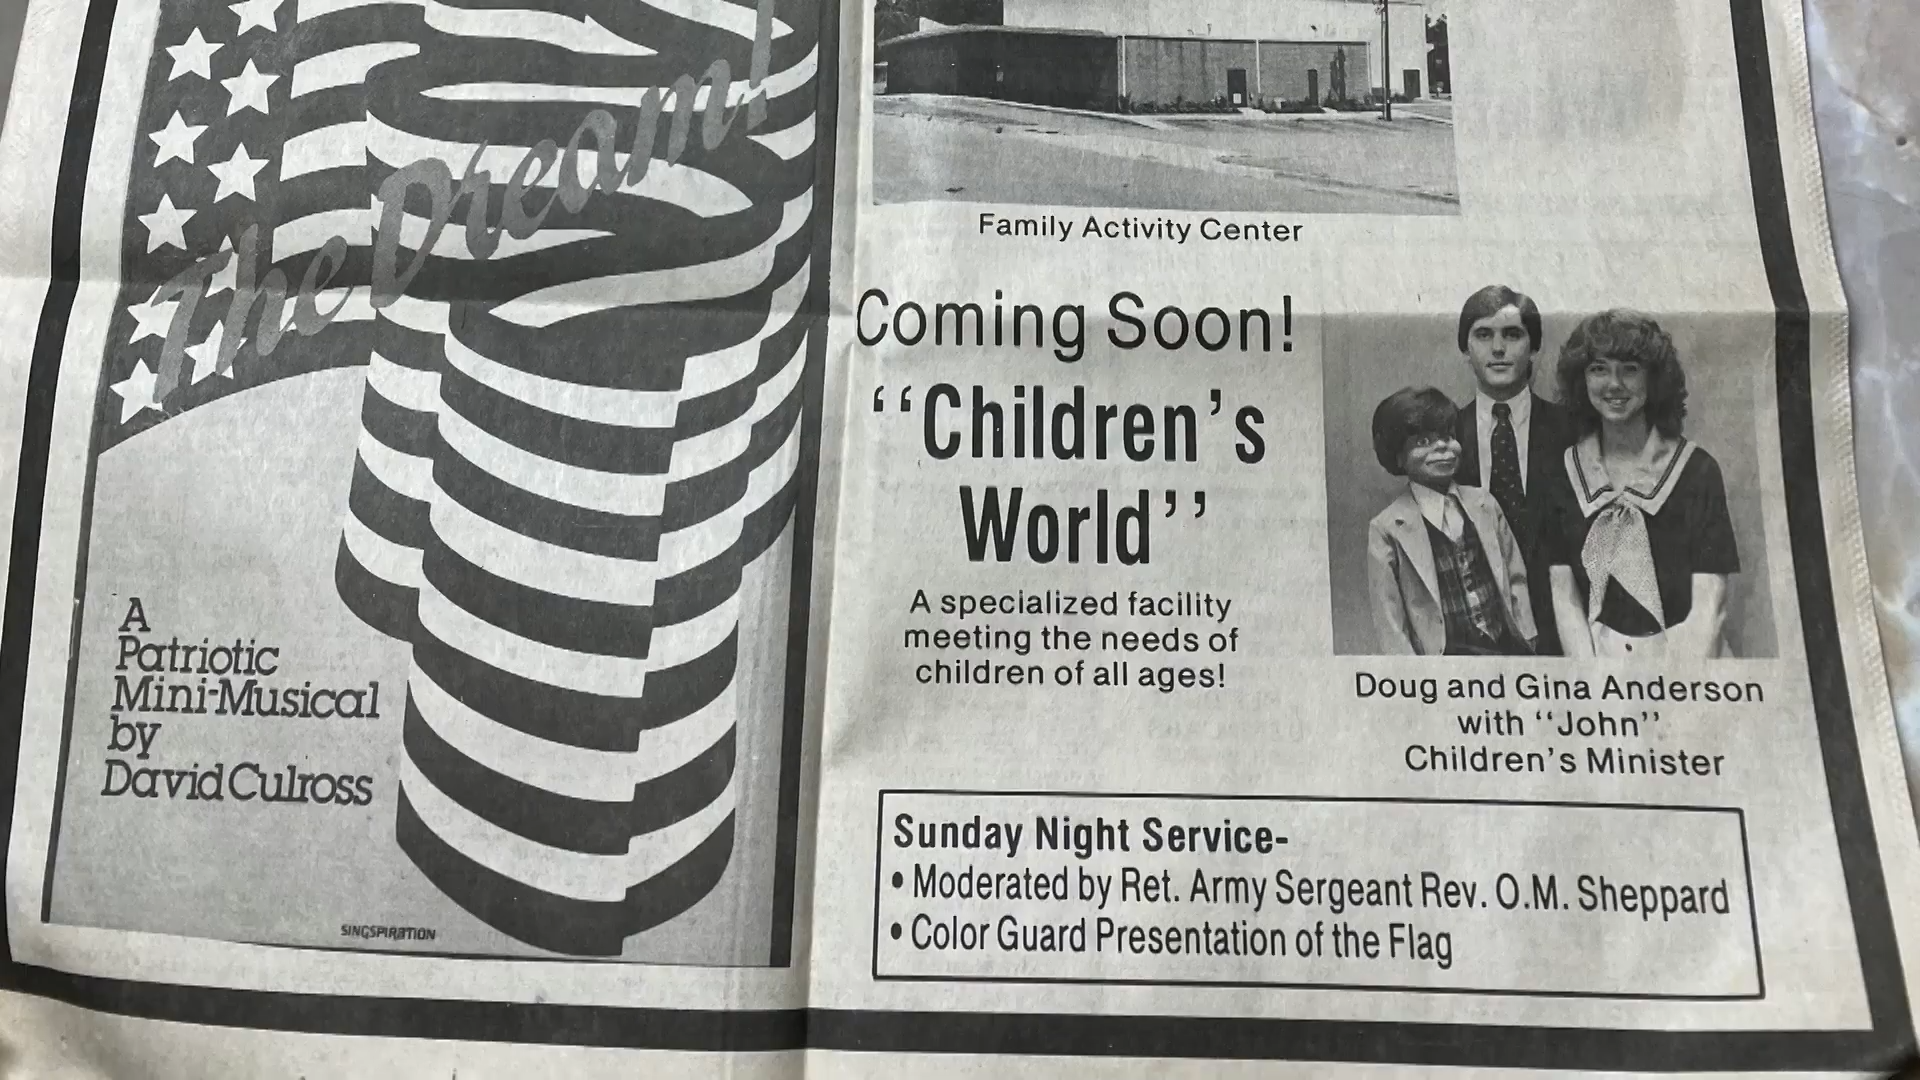 The Dream!
A
Patriotic
Mini-Musical
by
David Culross
SINGSPIRATION
Family Activity Center
Coming Soon!
“Children’s
World”
A specialized facility
meeting the needs of
children of all ages!
Doug and Gina Anderson
with “John”
Children’s Minister
Sunday Night Service-
• Moderated by Ret. Army Sergeant Rev. O.M. Sheppard
• Color Guard Presentation of the Flag